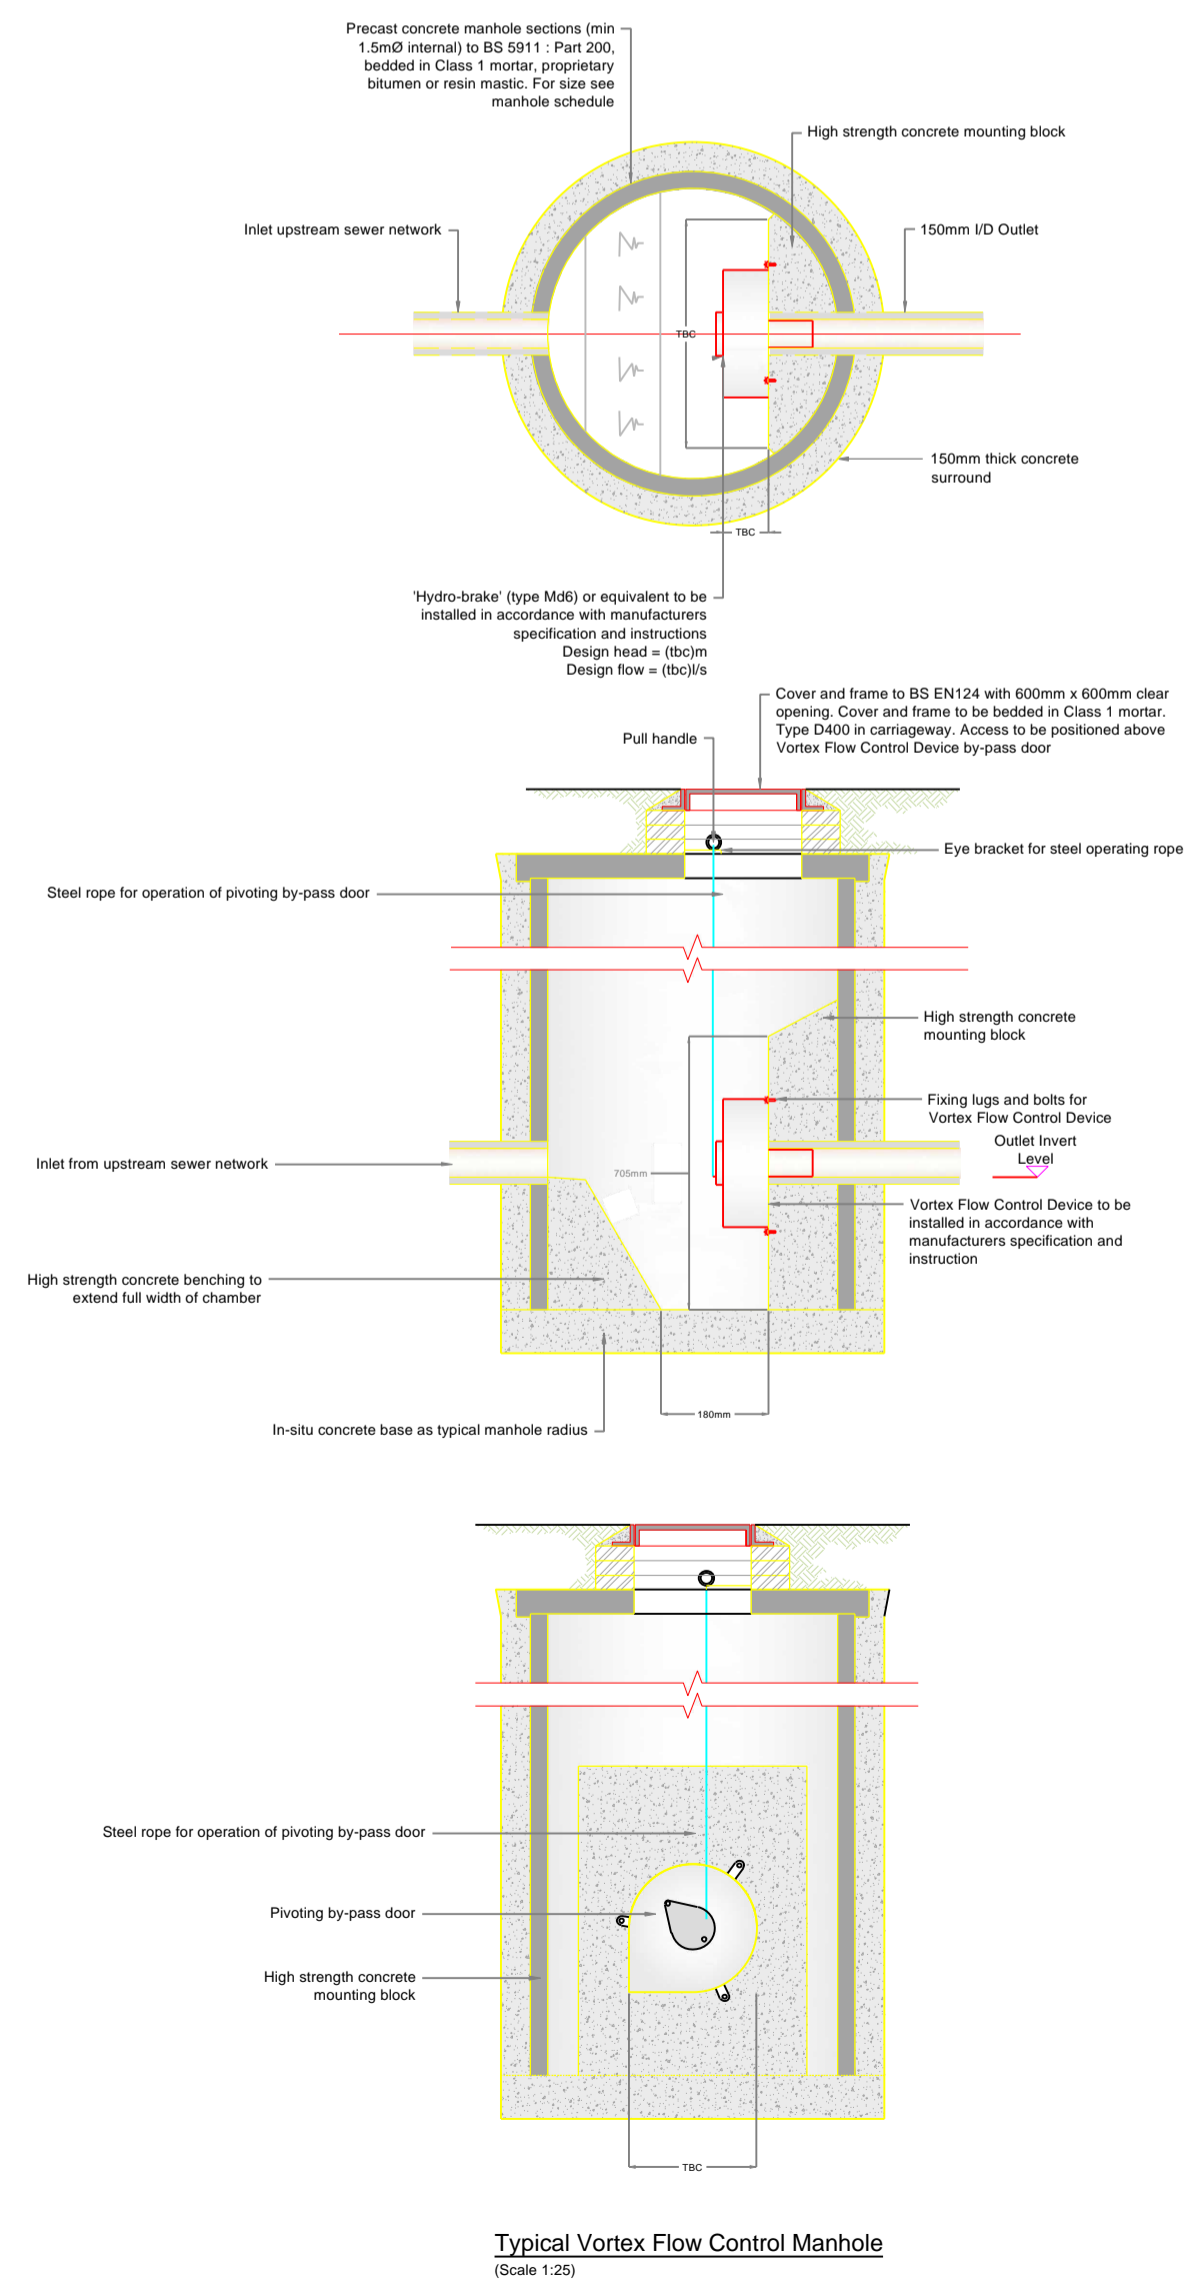 Precast concrete manhole sections (min
1.5mØ internal) to BS 5911 : Part 200,
bedded in Class 1 mortar, proprietary
bitumen or resin mastic. For size see
manhole schedule
High strength concrete mounting block
Inlet upstream sewer network
150mm I/D Outlet
TBC
150mm thick concrete
surround
TBC
'Hydro-brake' (type Md6) or equivalent to be
installed in accordance with manufacturers
specification and instructions
Design head = (tbc)m
Design flow = (tbc)l/s
Cover and frame to BS EN124 with 600mm x 600mm clear
opening. Cover and frame to be bedded in Class 1 mortar.
Type D400 in carriageway. Access to be positioned above
Vortex Flow Control Device by-pass door
Pull handle
Eye bracket for steel operating rope
Steel rope for operation of pivoting by-pass door
High strength concrete
mounting block
Fixing lugs and bolts for
Vortex Flow Control Device
Outlet Invert
Level
Inlet from upstream sewer network
705mm
Vortex Flow Control Device to be
installed in accordance with
manufacturers specification and
instruction
High strength concrete benching to
extend full width of chamber
180mm
In-situ concrete base as typical manhole radius
Steel rope for operation of pivoting by-pass door
Pivoting by-pass door
High strength concrete
mounting block
TBC
Typical Vortex Flow Control Manhole
(Scale 1:25)